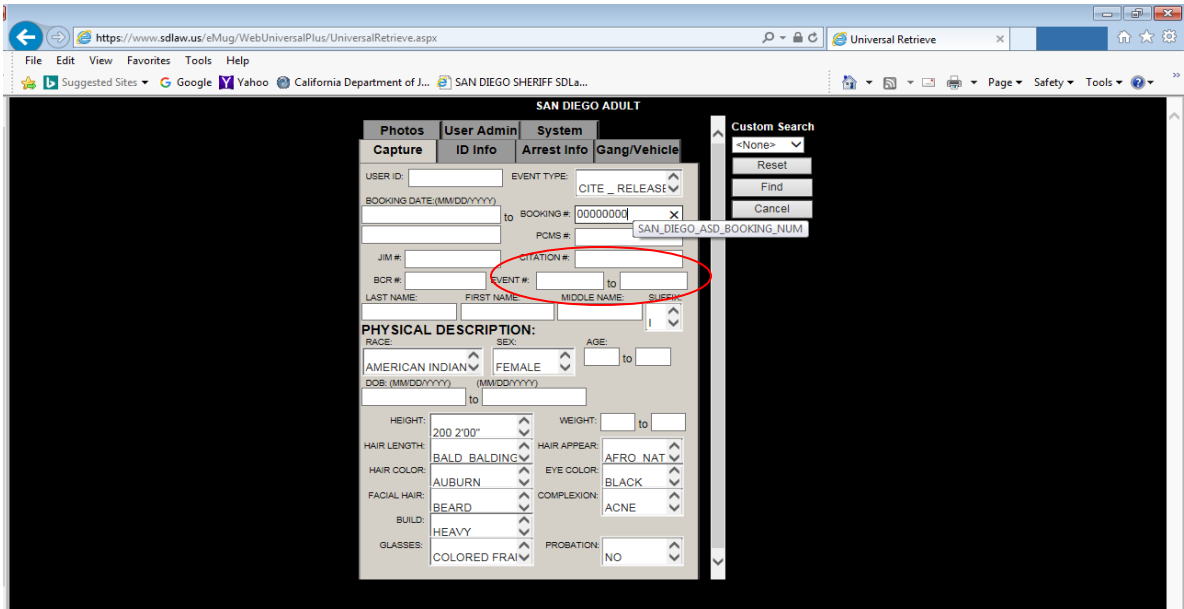 https://www.sdlaw.us/eMug/WebUniversalPlus/UniversalRetrieve.aspx
Universal Retrieve
File Edit View Favorites Tools Help
Suggested Sites Google Yahoo California Department of J... SAN DIEGO SHERIFF SDLa...
Page Safety Tools
SAN DIEGO ADULT
Photos User Admin System
Capture ID Info Arrest Info Gang/Vehicle
Custom Search
<None>
Reset
Find
Cancel
USER ID: EVENT TYPE: CITE _ RELEASE
BOOKING DATE:(MM/DD/YYYY)
to BOOKING #: 00000000
SAN_DIEGO_ASD_BOOKING_NUM
PCMS #:
JIM #: CITATION #:
BCR #: EVENT #: to
LAST NAME: FIRST NAME: MIDDLE NAME: SUFFIX:
I
PHYSICAL DESCRIPTION:
RACE: SEX: AGE:
AMERICAN INDIAN FEMALE to
DOB: (MM/DD/YYYY) (MM/DD/YYYY)
to
HEIGHT: 200 2'00" WEIGHT: to
HAIR LENGTH: BALD BALDING HAIR APPEAR: AFRO NAT
HAIR COLOR: AUBURN EYE COLOR: BLACK
FACIAL HAIR: BEARD COMPLEXION: ACNE
BUILD: HEAVY
GLASSES: COLORED FRAI PROBATION: NO